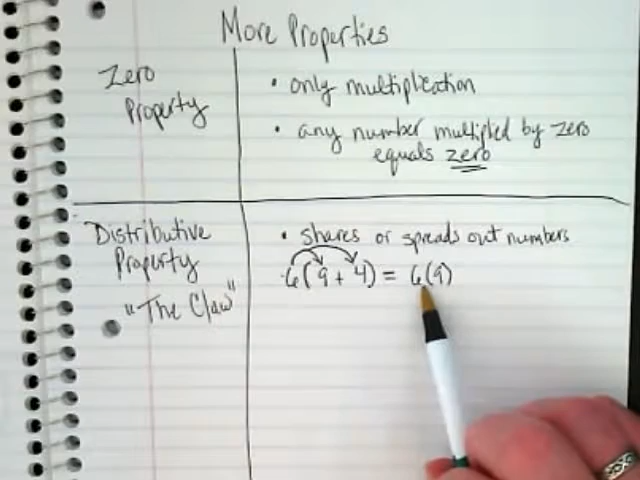 More Properties
Zero
Property
• only multiplication
• any number multipled by zero
equals zero
Distributive
Property
"The Claw"
• shares or spreads out numbers
6(9+4) = 6(9)